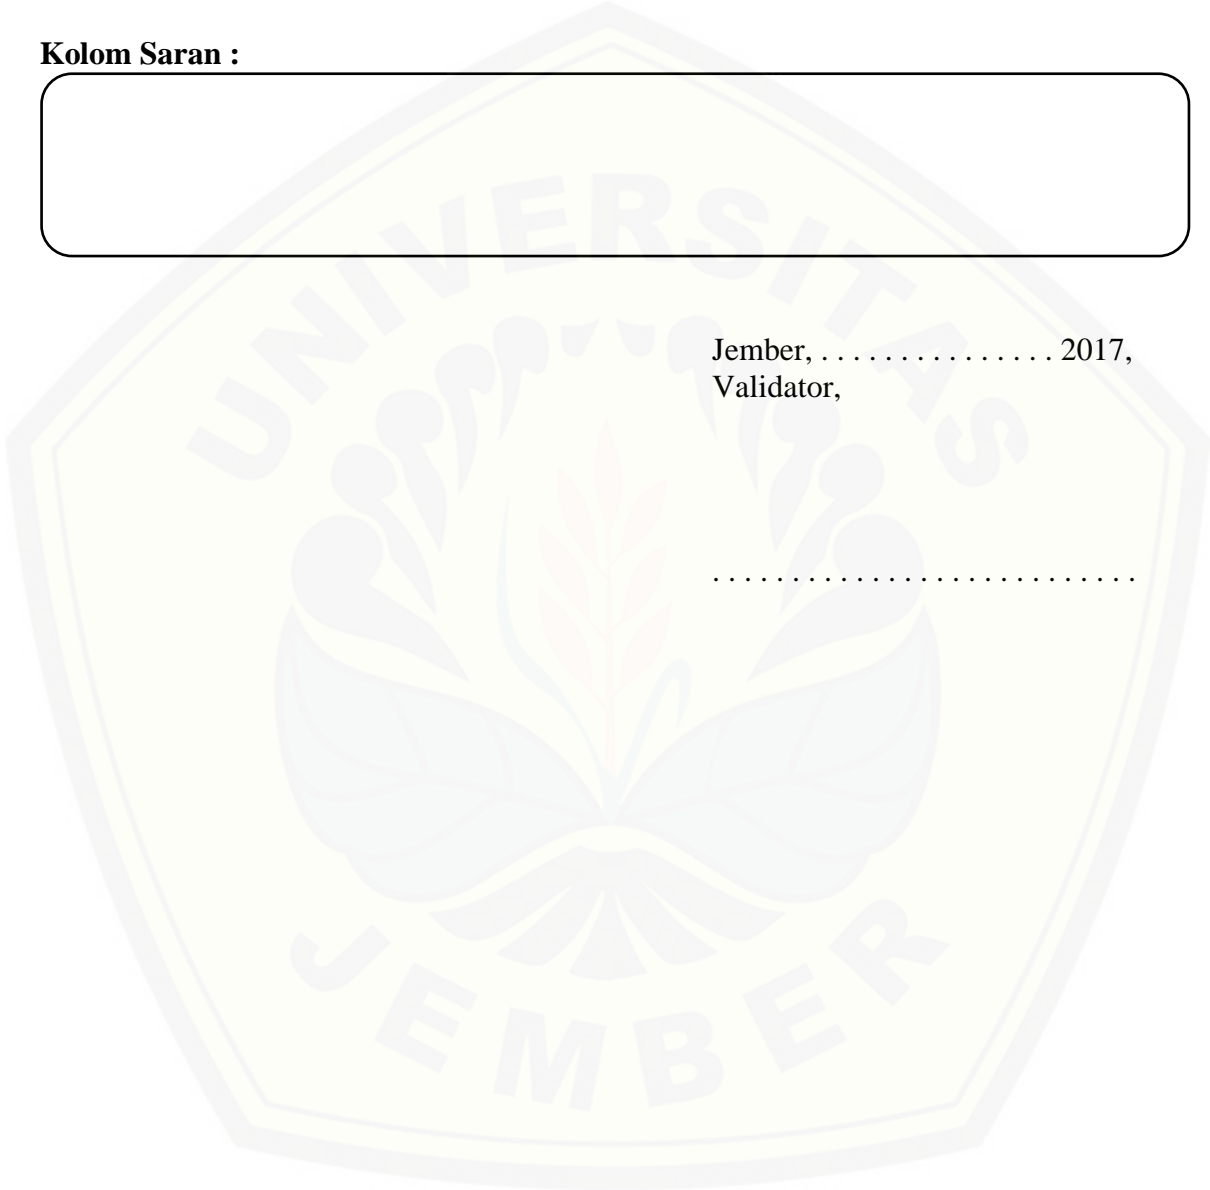 Kolom Saran :
Jember, . . . . . . . . . . . . . . . 2017,
Validator,
. . . . . . . . . . . . . . . . . . . . . . . . . . .
UNIVERSITAS
JEMBER